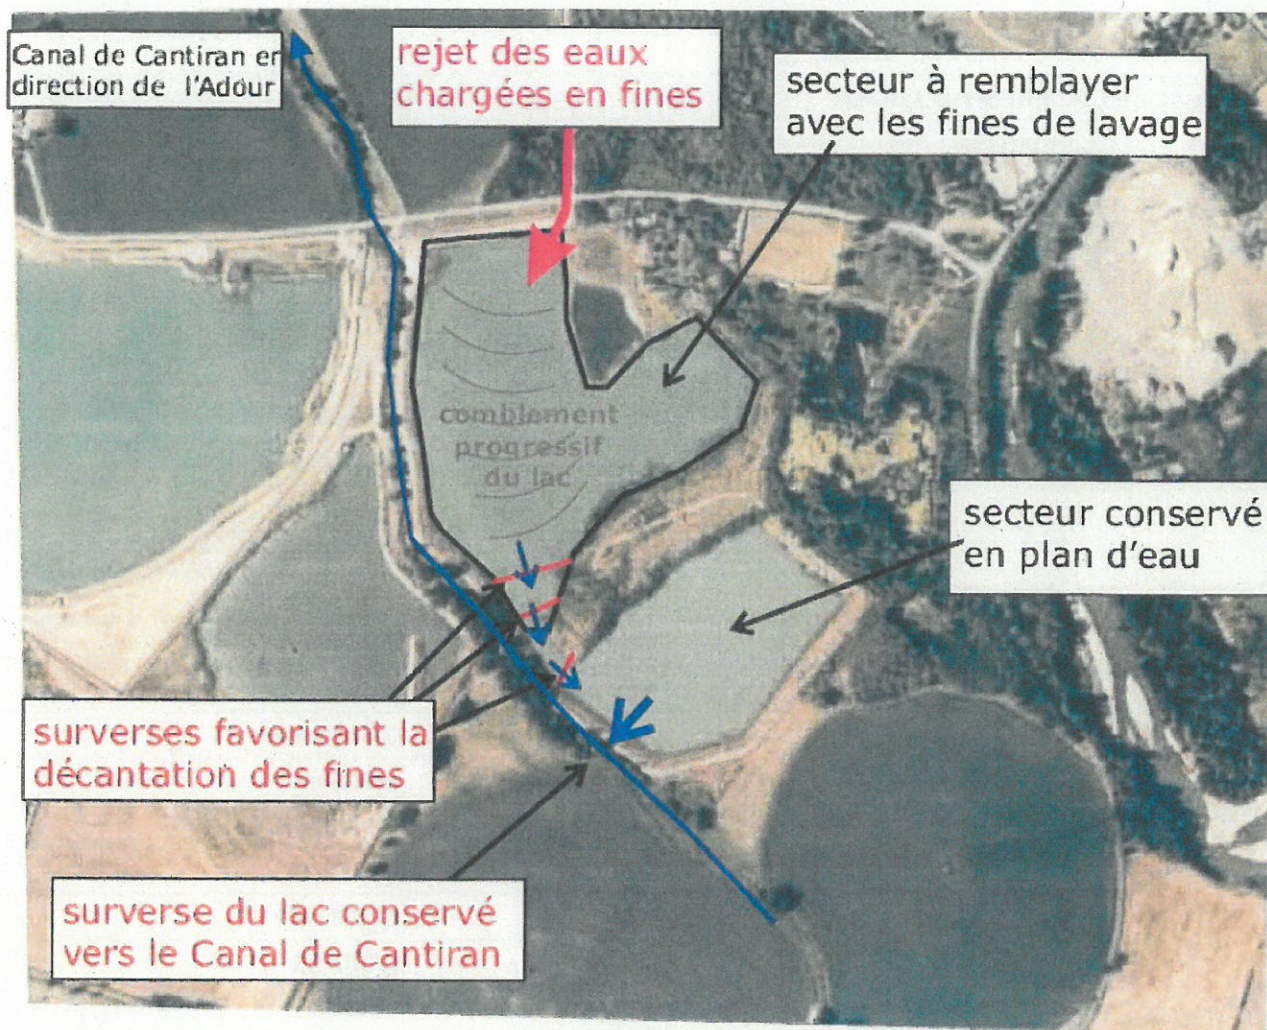 Canal de Cantiran en
direction de l'Adour
rejet des eaux
chargées en fines
secteur à remblayer
avec les fines de lavage
comblement
progressif
du lac
secteur conservé
en plan d'eau
surverses favorisant la
décantation des fines
surverse du lac conservé
vers le Canal de Cantiran